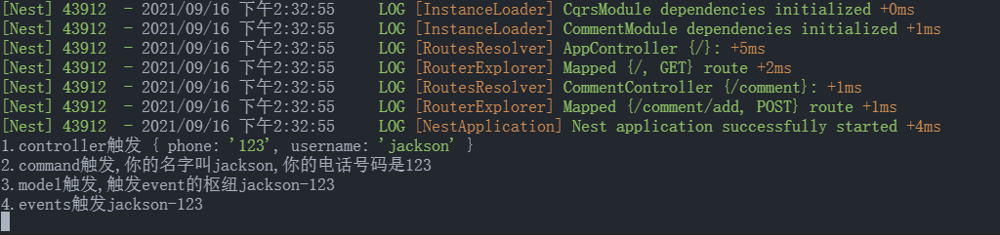 [Nest] 43912  - 2021/09/16 下午2:32:55     LOG [InstanceLoader] CqrsModule dependencies initialized +0ms
[Nest] 43912  - 2021/09/16 下午2:32:55     LOG [InstanceLoader] CommentModule dependencies initialized +1ms
[Nest] 43912  - 2021/09/16 下午2:32:55     LOG [RoutesResolver] AppController {/}: +5ms
[Nest] 43912  - 2021/09/16 下午2:32:55     LOG [RouterExplorer] Mapped {/, GET} route +2ms
[Nest] 43912  - 2021/09/16 下午2:32:55     LOG [RoutesResolver] CommentController {/comment}: +1ms
[Nest] 43912  - 2021/09/16 下午2:32:55     LOG [RouterExplorer] Mapped {/comment/add, POST} route +1ms
[Nest] 43912  - 2021/09/16 下午2:32:55     LOG [NestApplication] Nest application successfully started +4ms
1.controller触发 { phone: '123', username: 'jackson' }
2.command触发,你的名字叫jackson,你的电话号码是123
3.model触发,触发event的枢纽jackson-123
4.events触发jackson-123